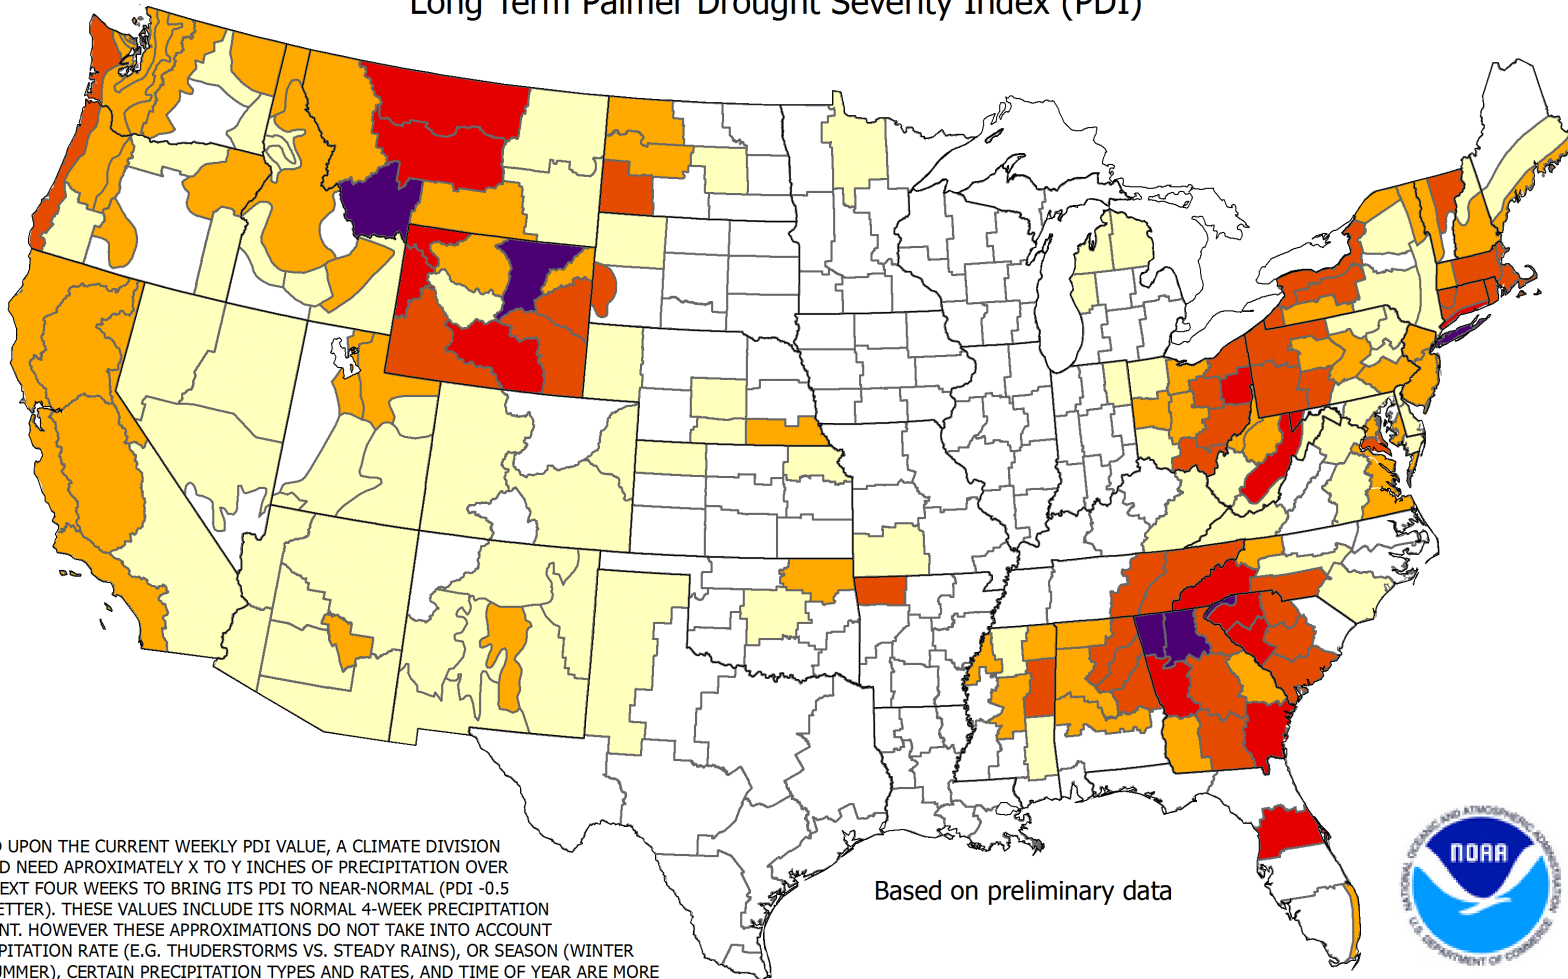 Long Term Palmer Drought Severity Index (PDI)
UPON THE CURRENT WEEKLY PDI VALUE, A CLIMATE DIVISION
NEED APROXIMATELY X TO Y INCHES OF PRECIPITATION OVER
EXT FOUR WEEKS TO BRING ITS PDI TO NEAR-NORMAL (PDI -0.5
ETTER). THESE VALUES INCLUDE ITS NORMAL 4-WEEK PRECIPITATION
NT. HOWEVER THESE APPROXIMATIONS DO NOT TAKE INTO ACCOUNT
PITATION RATE (E.G. THUDERSTORMS VS. STEADY RAINS), OR SEASON (WINTER
UMMER), CERTAIN PRECIPITATION TYPES AND RATES, AND TIME OF YEAR ARE MORE
Based on preliminary data
NATIONAL OCEANIC AND ATMOSPHERIC ADMINISTRATION
NOAA
U.S. DEPARTMENT OF COMMERCE